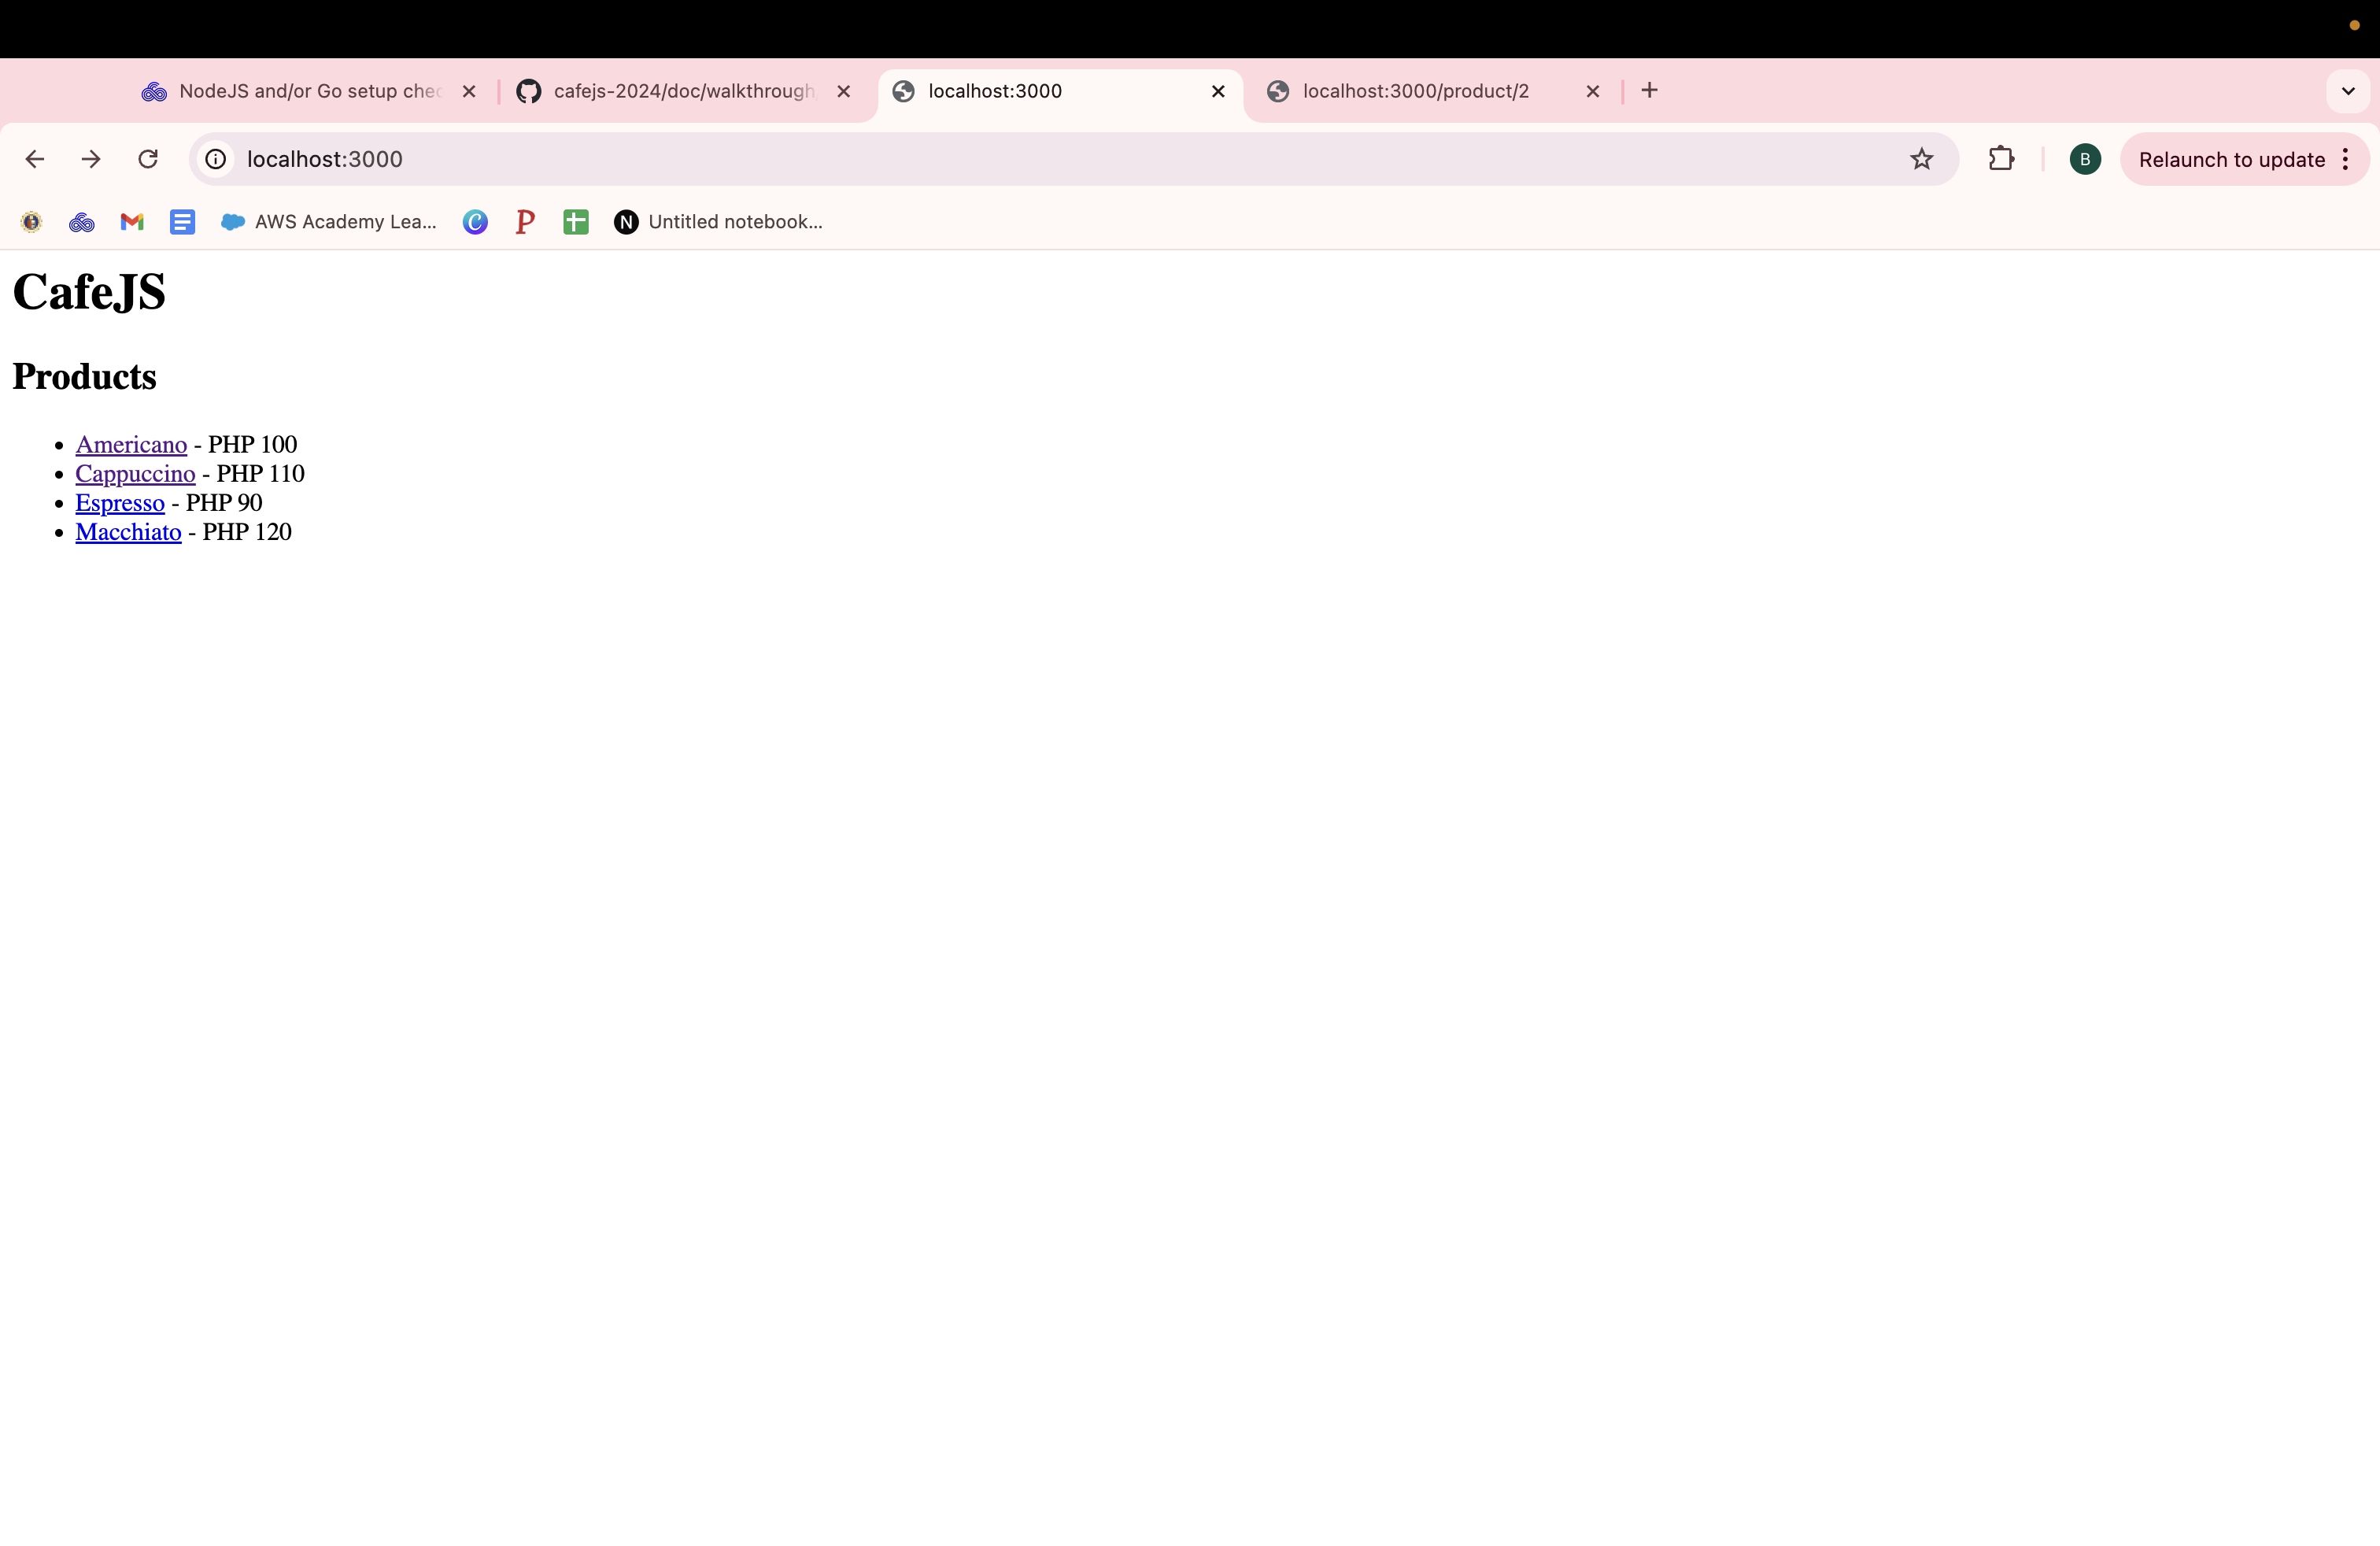 NodeJS and/or Go setup chec
cafejs-2024/doc/walkthrough
localhost:3000
localhost:3000/product/2
localhost:3000
B
Relaunch to update
AWS Academy Lea...
C
P
N
Untitled notebook...
CafeJS
Products
Americano - PHP 100
Cappuccino - PHP 110
Espresso - PHP 90
Macchiato - PHP 120